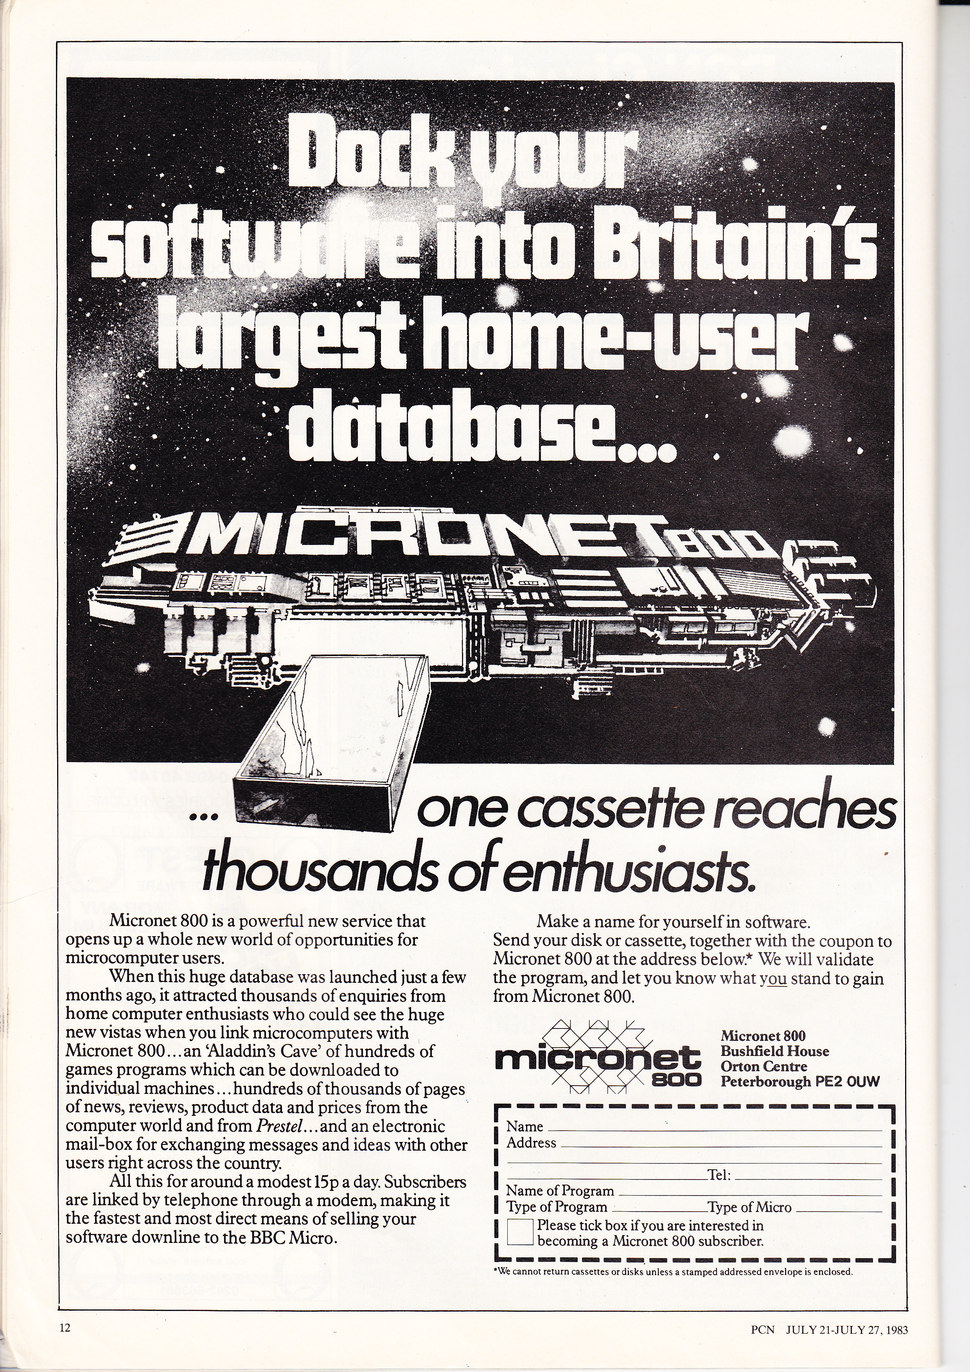 Dock your
software into Britain's
largest home-user
database...
MICRONET 800
... one cassette reaches
thousands of enthusiasts.
Micronet 800 is a powerful new service that
opens up a whole new world of opportunities for
microcomputer users.
When this huge database was launched just a few
months ago, it attracted thousands of enquiries from
home computer enthusiasts who could see the huge
new vistas when you link microcomputers with
Micronet 800...an 'Aladdin's Cave' of hundreds of
games programs which can be downloaded to
individual machines...hundreds of thousands of pages
of news, reviews, product data and prices from the
computer world and from Prestel...and an electronic
mail-box for exchanging messages and ideas with other
users right across the country.
All this for around a modest 15p a day. Subscribers
are linked by telephone through a modem, making it
the fastest and most direct means of selling your
software downline to the BBC Micro.
Make a name for yourself in software.
Send your disk or cassette, together with the coupon to
Micronet 800 at the address below.* We will validate
the program, and let you know what you stand to gain
from Micronet 800.
micronet
800
Micronet 800
Bushfield House
Orton Centre
Peterborough PE2 0UW
Name
Address
Tel:
Name of Program
Type of Program Type of Micro
Please tick box if you are interested in
becoming a Micronet 800 subscriber.
*We cannot return cassettes or disks unless a stamped addressed envelope is enclosed.
12
PCN JULY 21-JULY 27, 1983